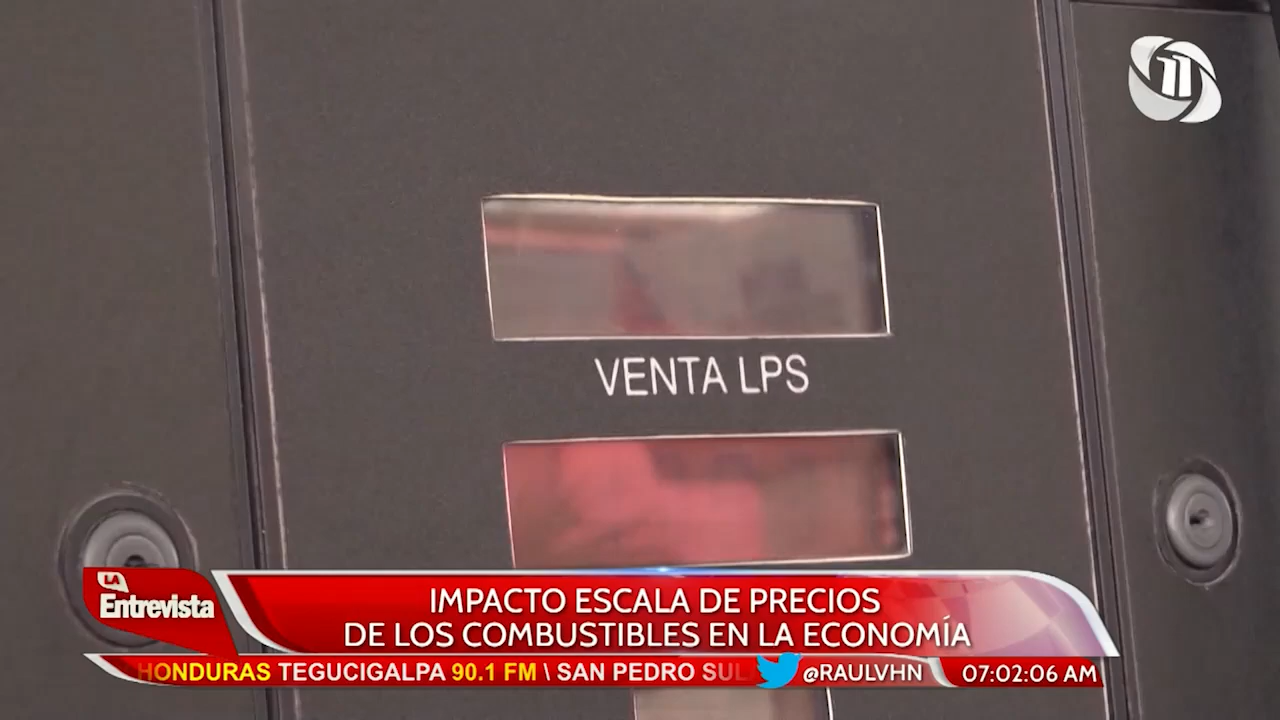 11
VENTA LPS
LA
Entrevista
IMPACTO ESCALA DE PRECIOS
DE LOS COMBUSTIBLES EN LA ECONOMÍA
HONDURAS TEGUCIGALPA 90.1 FM \ SAN PEDRO SUL
@RAULVHN
07:02:06 AM